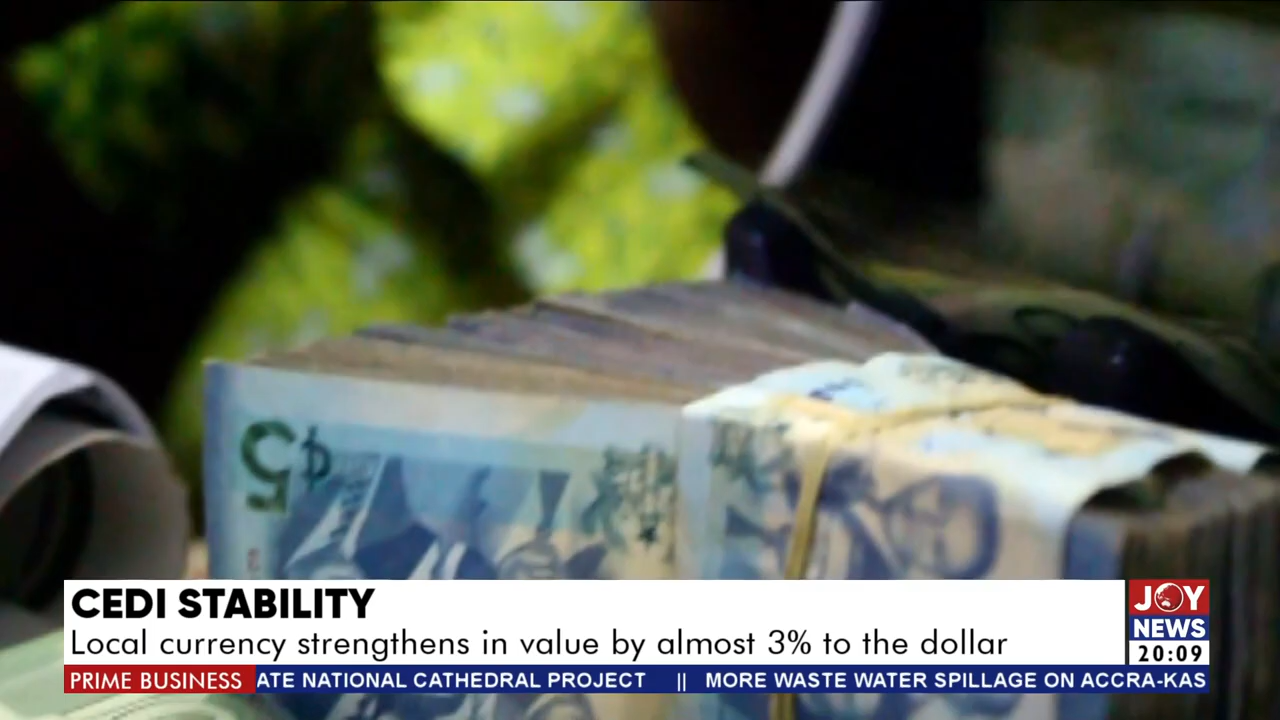 5₵
CEDI STABILITY
Local currency strengthens in value by almost 3% to the dollar
JOY
NEWS
20:09
PRIME BUSINESS
ATE NATIONAL CATHEDRAL PROJECT || MORE WASTE WATER SPILLAGE ON ACCRA-KAS